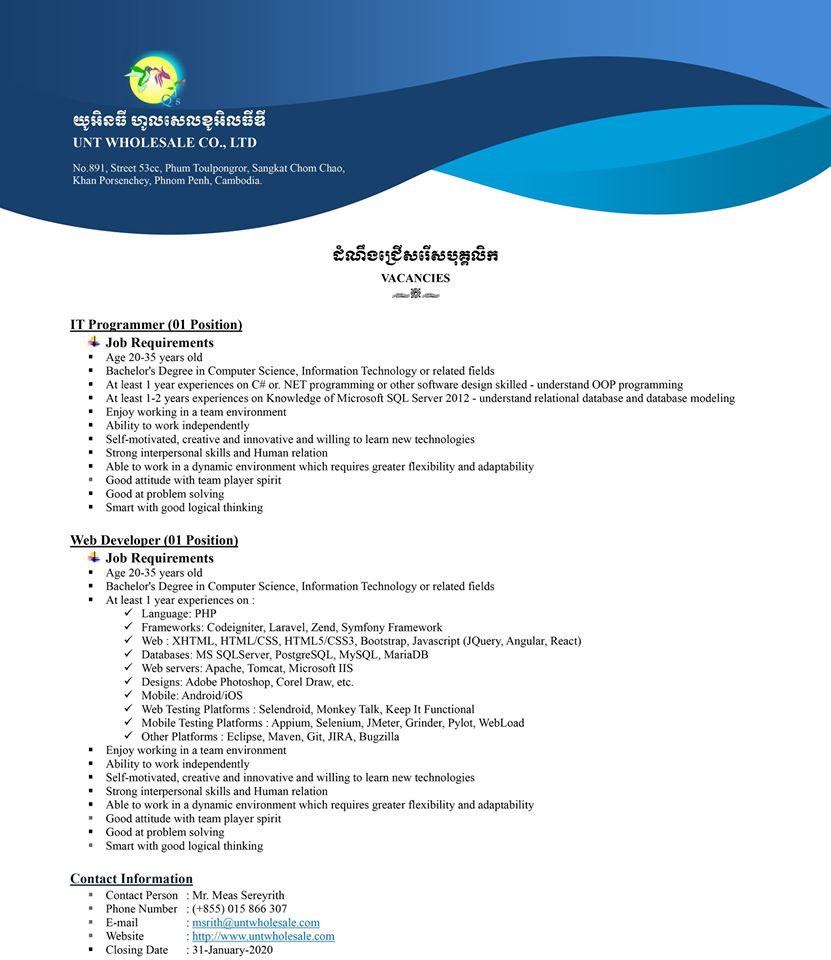 Q's
យូអិនធី ហូលសេលខូអិលធីឌី
UNT WHOLESALE CO., LTD
No.891, Street 53cc, Phum Toulpongror, Sangkat Chom Chao,
Khan Porsenchey, Phnom Penh, Cambodia.
ដំណឹងជ្រើសរើសបុគ្គលិក
VACANCIES
IT Programmer (01 Position)
Job Requirements
Age 20-35 years old
Bachelor's Degree in Computer Science, Information Technology or related fields
At least 1 year experiences on C# or. NET programming or other software design skilled - understand OOP programming
At least 1-2 years experiences on Knowledge of Microsoft SQL Server 2012 - understand relational database and database modeling
Enjoy working in a team environment
Ability to work independently
Self-motivated, creative and innovative and willing to learn new technologies
Strong interpersonal skills and Human relation
Able to work in a dynamic environment which requires greater flexibility and adaptability
Good attitude with team player spirit
Good at problem solving
Smart with good logical thinking
Web Developer (01 Position)
Job Requirements
Age 20-35 years old
Bachelor's Degree in Computer Science, Information Technology or related fields
At least 1 year experiences on :
Language: PHP
Frameworks: Codeigniter, Laravel, Zend, Symfony Framework
Web : XHTML, HTML/CSS, HTML5/CSS3, Bootstrap, Javascript (JQuery, Angular, React)
Databases: MS SQLServer, PostgreSQL, MySQL, MariaDB
Web servers: Apache, Tomcat, Microsoft IIS
Designs: Adobe Photoshop, Corel Draw, etc.
Mobile: Android/iOS
Web Testing Platforms : Selendroid, Monkey Talk, Keep It Functional
Mobile Testing Platforms : Appium, Selenium, JMeter, Grinder, Pylot, WebLoad
Other Platforms : Eclipse, Maven, Git, JIRA, Bugzilla
Enjoy working in a team environment
Ability to work independently
Self-motivated, creative and innovative and willing to learn new technologies
Strong interpersonal skills and Human relation
Able to work in a dynamic environment which requires greater flexibility and adaptability
Good attitude with team player spirit
Good at problem solving
Smart with good logical thinking
Contact Information
Contact Person : Mr. Meas Sereyrith
Phone Number : (+855) 015 866 307
E-mail : msrith@untwholesale.com
Website : http://www.untwholesale.com
Closing Date : 31-January-2020